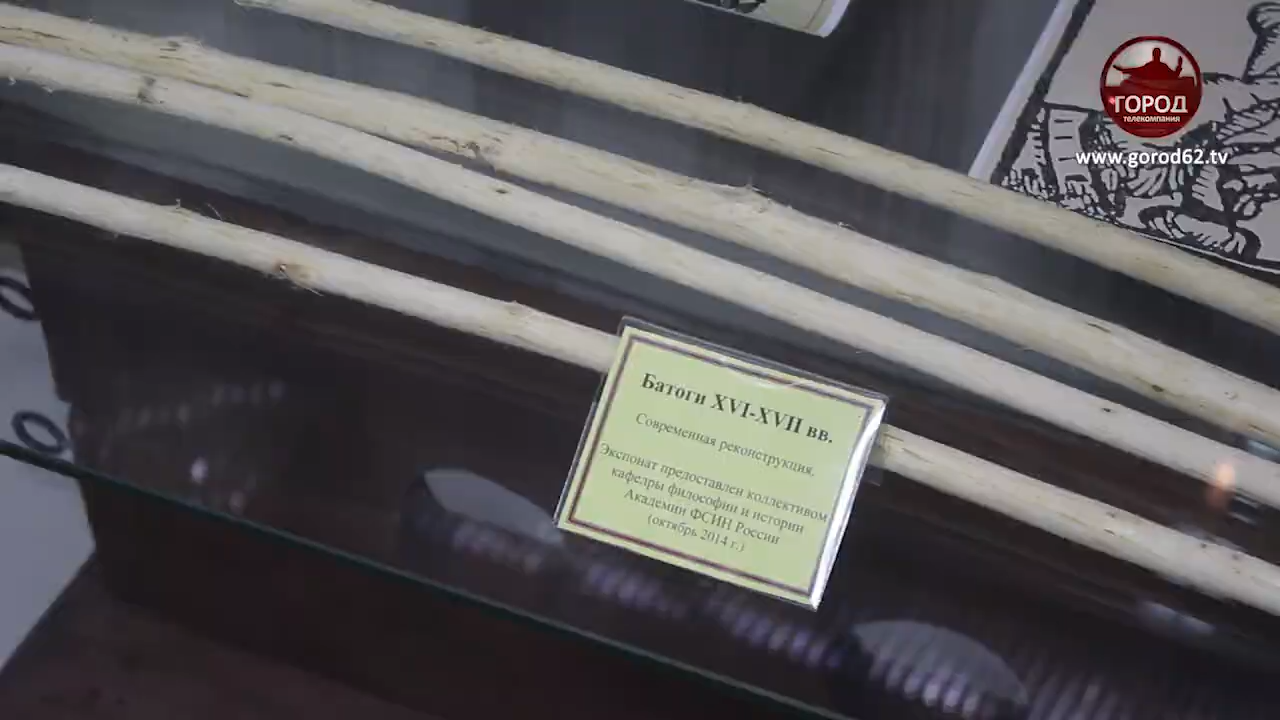 ГОРОД
телекомпания
www.gorod62.tv
Батоги XVI-XVII вв.
Современная реконструкция.
Экспонат предоставлен коллективом
кафедры философии и истории
Академии ФСИН России
(октябрь 2014 г.)